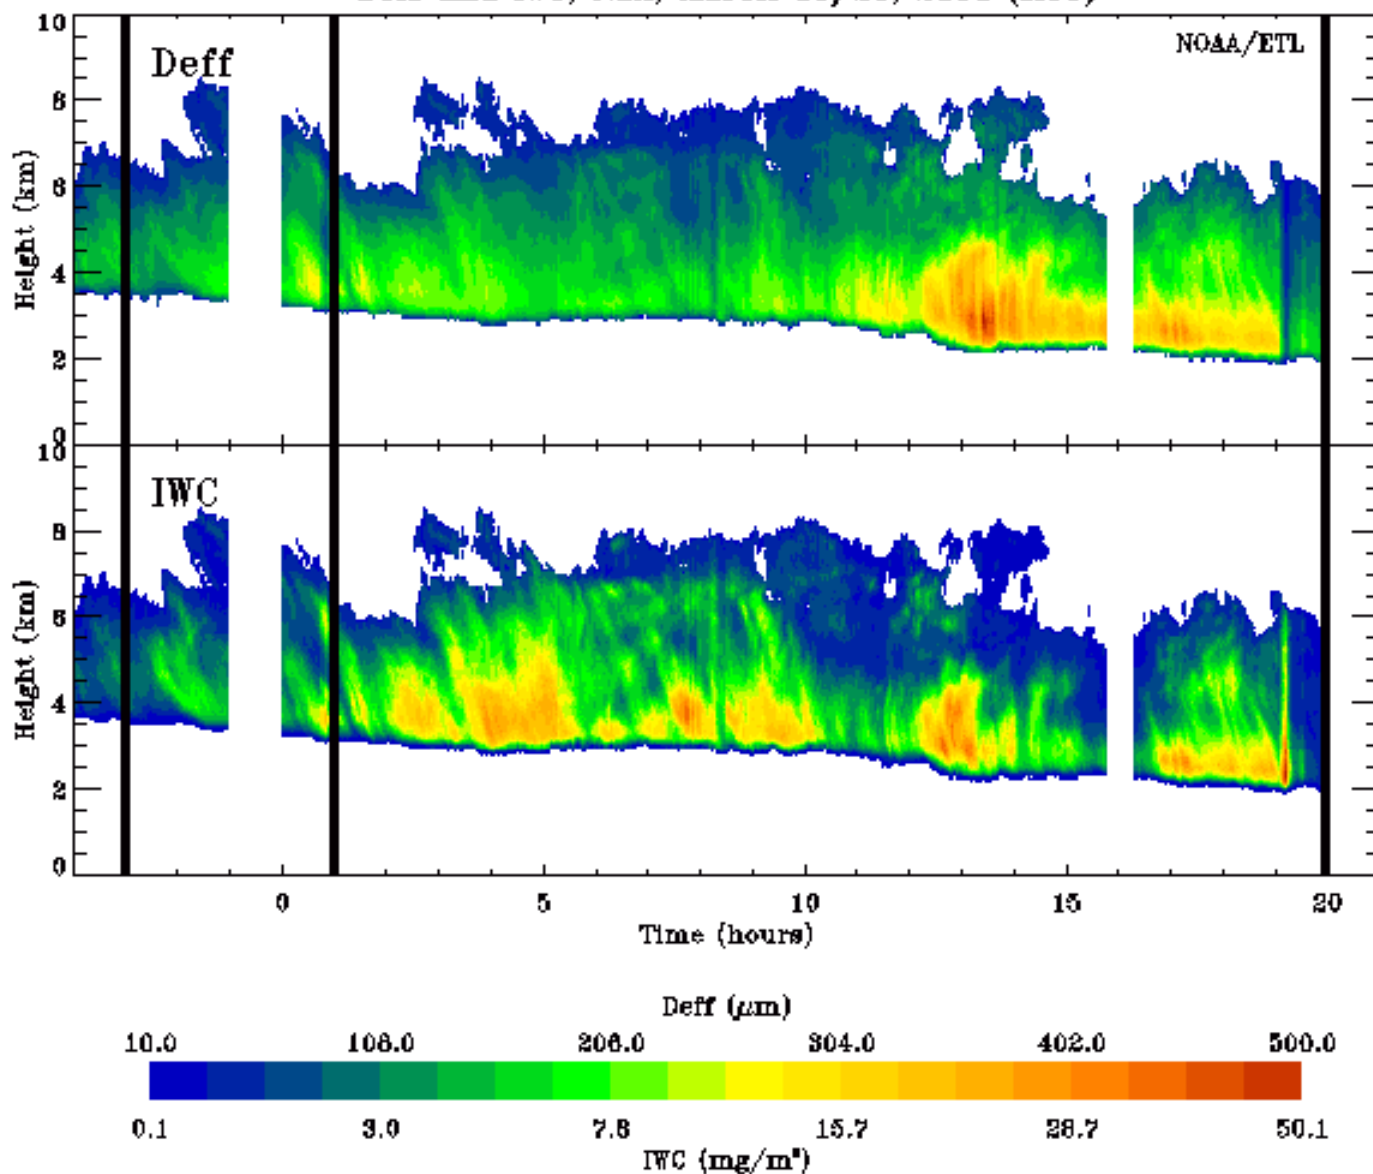 NOAA/ETL
Deff
10
8
6
4
2
0
Height (km)
IWC
10
8
6
4
2
0
Height (km)
0 5 10 15 20
Time (hours)
Deff (μm)
10.0 108.0 206.0 304.0 402.0 500.0
0.1 3.0 7.8 15.7 28.7 50.1
IWC (mg/m³)